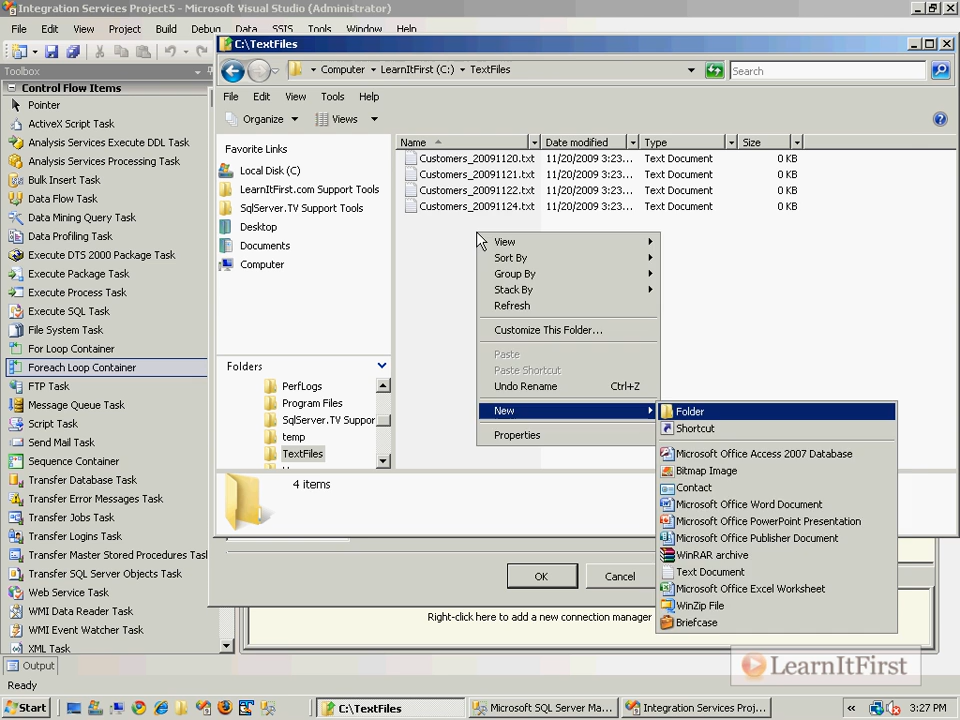 Integration Services Project5 - Microsoft Visual Studio (Administrator)
File Edit View Project Build Debug Data SSIS Tools Window Help
Toolbox
Control Flow Items
Pointer
ActiveX Script Task
Analysis Services Execute DDL Task
Analysis Services Processing Task
Bulk Insert Task
Data Flow Task
Data Mining Query Task
Data Profiling Task
Execute DTS 2000 Package Task
Execute Package Task
Execute Process Task
Execute SQL Task
File System Task
For Loop Container
Foreach Loop Container
FTP Task
Message Queue Task
Script Task
Send Mail Task
Sequence Container
Transfer Database Task
Transfer Error Messages Task
Transfer Jobs Task
Transfer Logins Task
Transfer Master Stored Procedures Task
Transfer SQL Server Objects Task
Web Service Task
WMI Data Reader Task
WMI Event Watcher Task
XML Task
Output
Ready
C:\TextFiles
Computer LearnItFirst (C:) TextFiles
Search
File Edit View Tools Help
Organize Views
Favorite Links
Local Disk (C)
LearnItFirst.com Support Tools
SqlServer.TV Support Tools
Desktop
Documents
Computer
Folders
PerfLogs
Program Files
SqlServer.TV Suppor
temp
TextFiles
Name Date modified Type Size
Customers_20091120.txt 11/20/2009 3:23... Text Document 0 KB
Customers_20091121.txt 11/20/2009 3:23... Text Document 0 KB
Customers_20091122.txt 11/20/2009 3:23... Text Document 0 KB
Customers_20091124.txt 11/20/2009 3:23... Text Document 0 KB
View
Sort By
Group By
Stack By
Refresh
Customize This Folder...
Paste
Paste Shortcut
Undo Rename Ctrl+Z
New
Properties
Folder
Shortcut
Microsoft Office Access 2007 Database
Bitmap Image
Contact
Microsoft Office Word Document
Microsoft Office PowerPoint Presentation
Microsoft Office Publisher Document
WinRAR archive
Text Document
Microsoft Office Excel Worksheet
WinZip File
Briefcase
4 items
OK Cancel
Right-click here to add a new connection manager
LearnItFirst
Start C:\TextFiles Microsoft SQL Server Ma... Integration Services Proj... « 3:27 PM